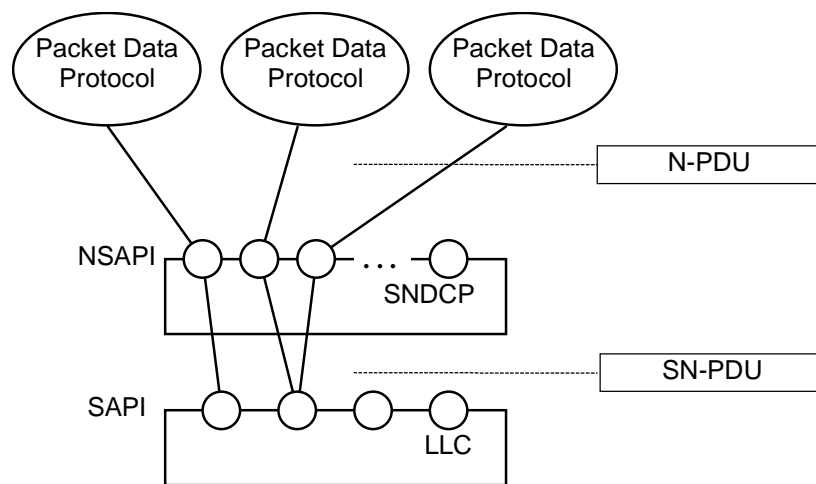 Packet Data
Protocol
Packet Data
Protocol
Packet Data
Protocol
N-PDU
NSAPI
. . .
SNDCP
SN-PDU
SAPI
LLC